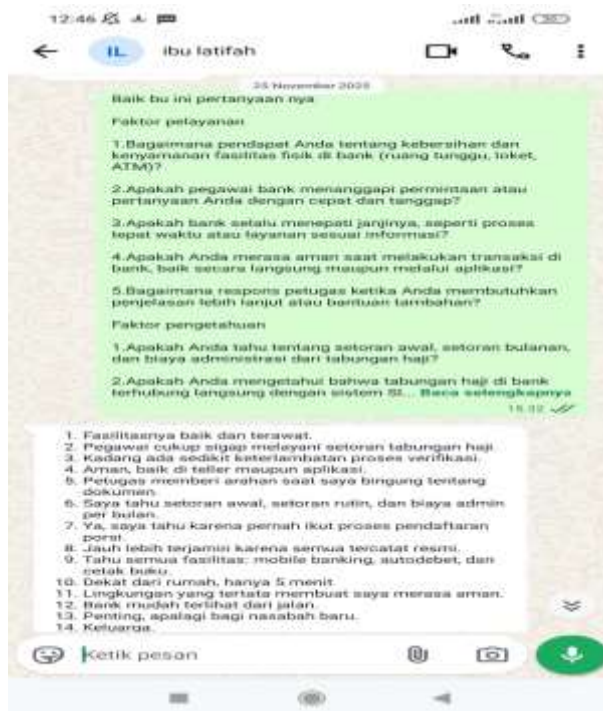 12:46
IL ibu latifah
25 November 2025
Baik bu ini pertanyaan nya
Faktor pelayanan
1.Bagaimana pendapat Anda tentang kebersihan dan
kenyamanan fasilitas fisik di bank (ruang tunggu, loket,
ATM)?
2.Apakah pegawai bank menanggapi permintaan atau
pertanyaan Anda dengan cepat dan tanggap?
3.Apakah bank selalu menepati janjinya, seperti proses
tepat waktu atau layanan sesuai informasi?
4.Apakah Anda merasa aman saat melakukan transaksi di
bank, baik secara langsung maupun melalui aplikasi?
5.Bagaimana respons petugas ketika Anda membutuhkan
penjelasan lebih lanjut atau bantuan tambahan?
Faktor pengetahuan
1.Apakah Anda tahu tentang setoran awal, setoran bulanan,
dan biaya administrasi dari tabungan haji?
2.Apakah Anda mengetahui bahwa tabungan haji di bank
terhubung langsung dengan sistem SI... Baca selengkapnya
1. Fasilitasnya baik dan terawat.
2. Pegawai cukup sigap melayani setoran tabungan haji.
3. Kadang ada sedikit keterlambatan proses verifikasi.
4. Aman, baik di teller maupun aplikasi.
5. Petugas memberi arahan saat saya bingung tentang
dokumen.
6. Saya tahu setoran awal, setoran rutin, dan biaya admin
per bulan.
7. Ya, saya tahu karena pernah ikut proses pendaftaran
porsi.
8. Jauh lebih terjamin karena semua tercatat resmi.
9. Tahu semua fasilitas: mobile banking, autodebet, dan
cetak buku.
10. Dekat dari rumah, hanya 5 menit.
11. Lingkungan yang tertata membuat saya merasa aman.
12. Bank mudah terlihat dari jalan.
13. Penting, apalagi bagi nasabah baru.
14. Keluarga.
Ketik pesan